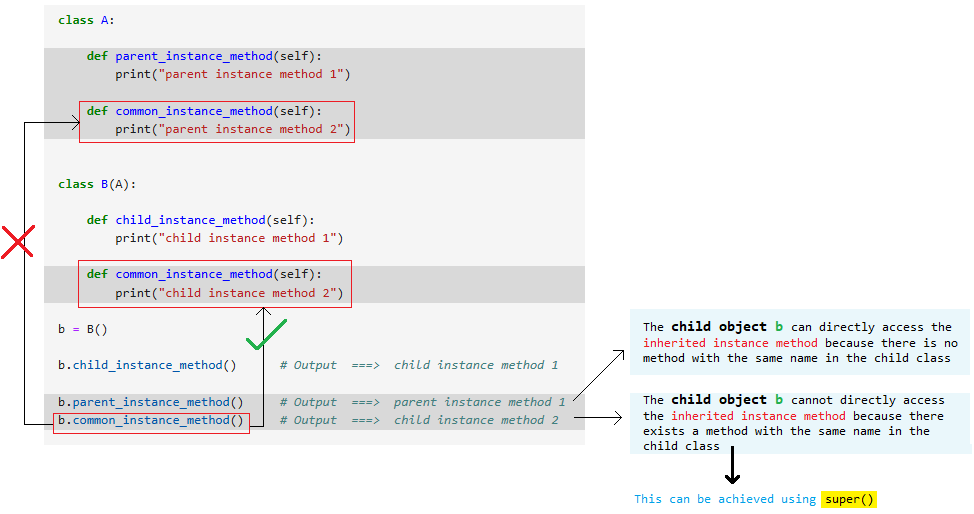 class A:
def parent_instance_method(self):
print("parent instance method 1")
def common_instance_method(self):
print("parent instance method 2")
class B(A):
def child_instance_method(self):
print("child instance method 1")
def common_instance_method(self):
print("child instance method 2")
b = B()
b.child_instance_method() # Output ===> child instance method 1
b.parent_instance_method() # Output ===> parent instance method 1
b.common_instance_method() # Output ===> child instance method 2
The child object b can directly access the
inherited instance method because there is no
method with the same name in the child class
The child object b cannot directly access
the inherited instance method because there
exists a method with the same name in the
child class
This can be achieved using super()